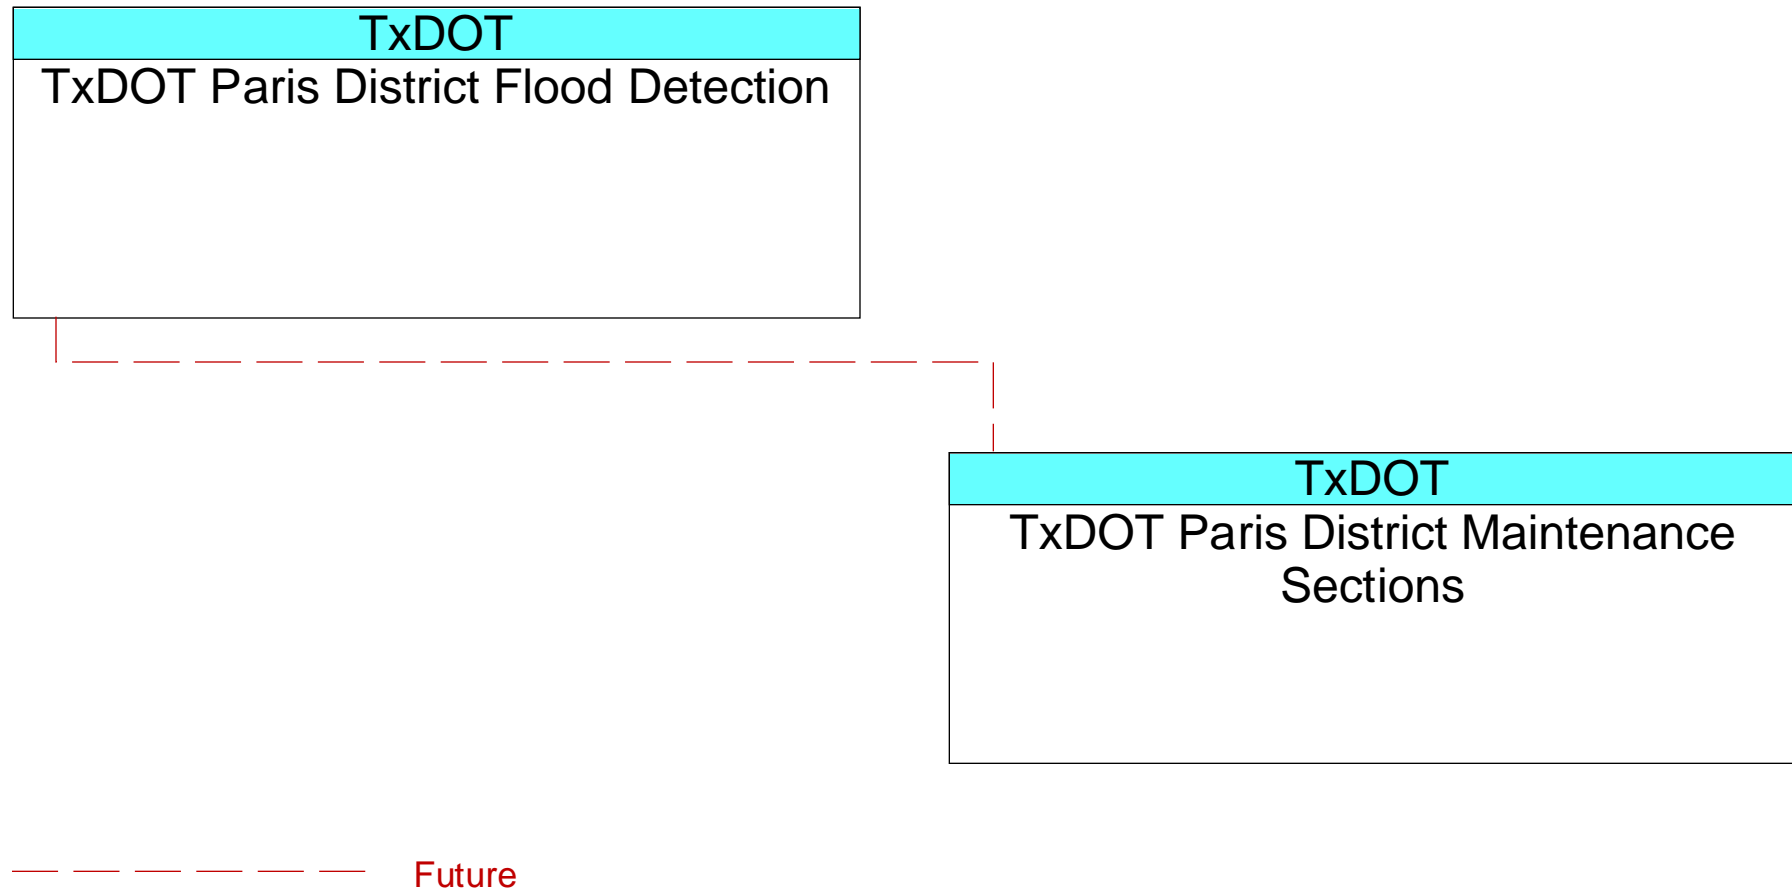 TxDOT
TxDOT Paris District Flood Detection
TxDOT
TxDOT Paris District Maintenance
Sections
Future